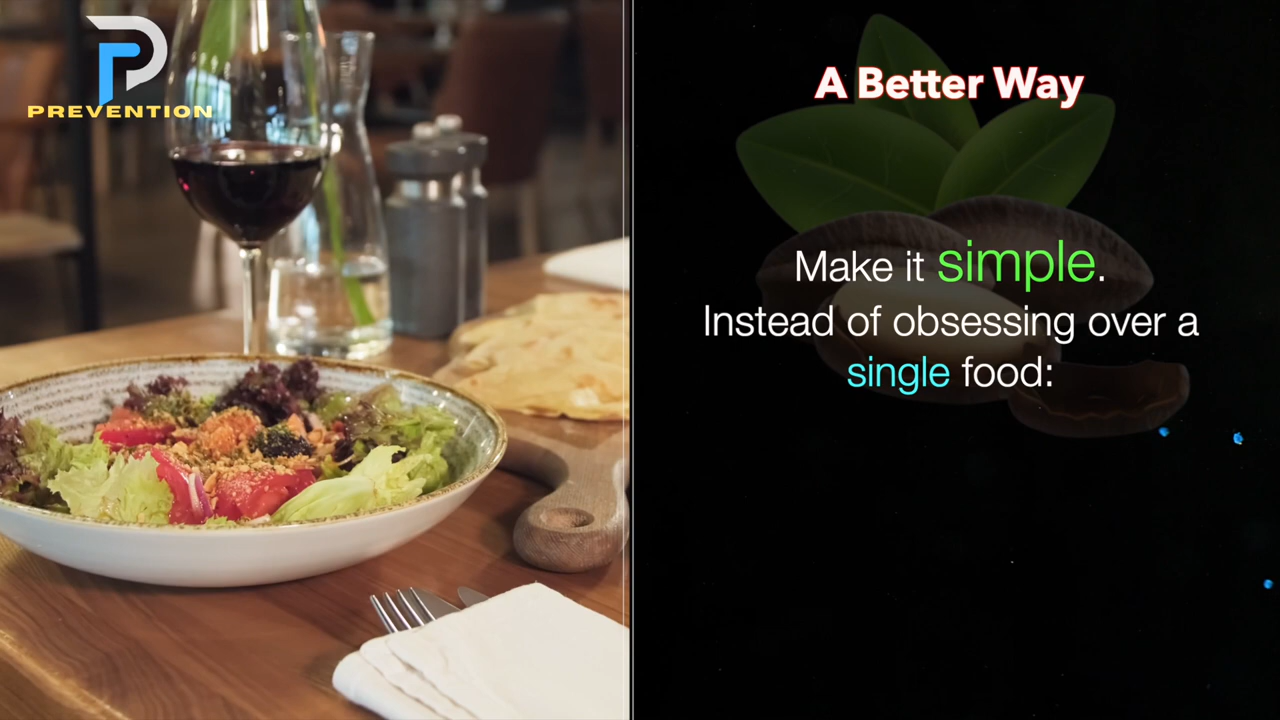 PREVENTION
A Better Way
Make it simple.
Instead of obsessing over a
single food: